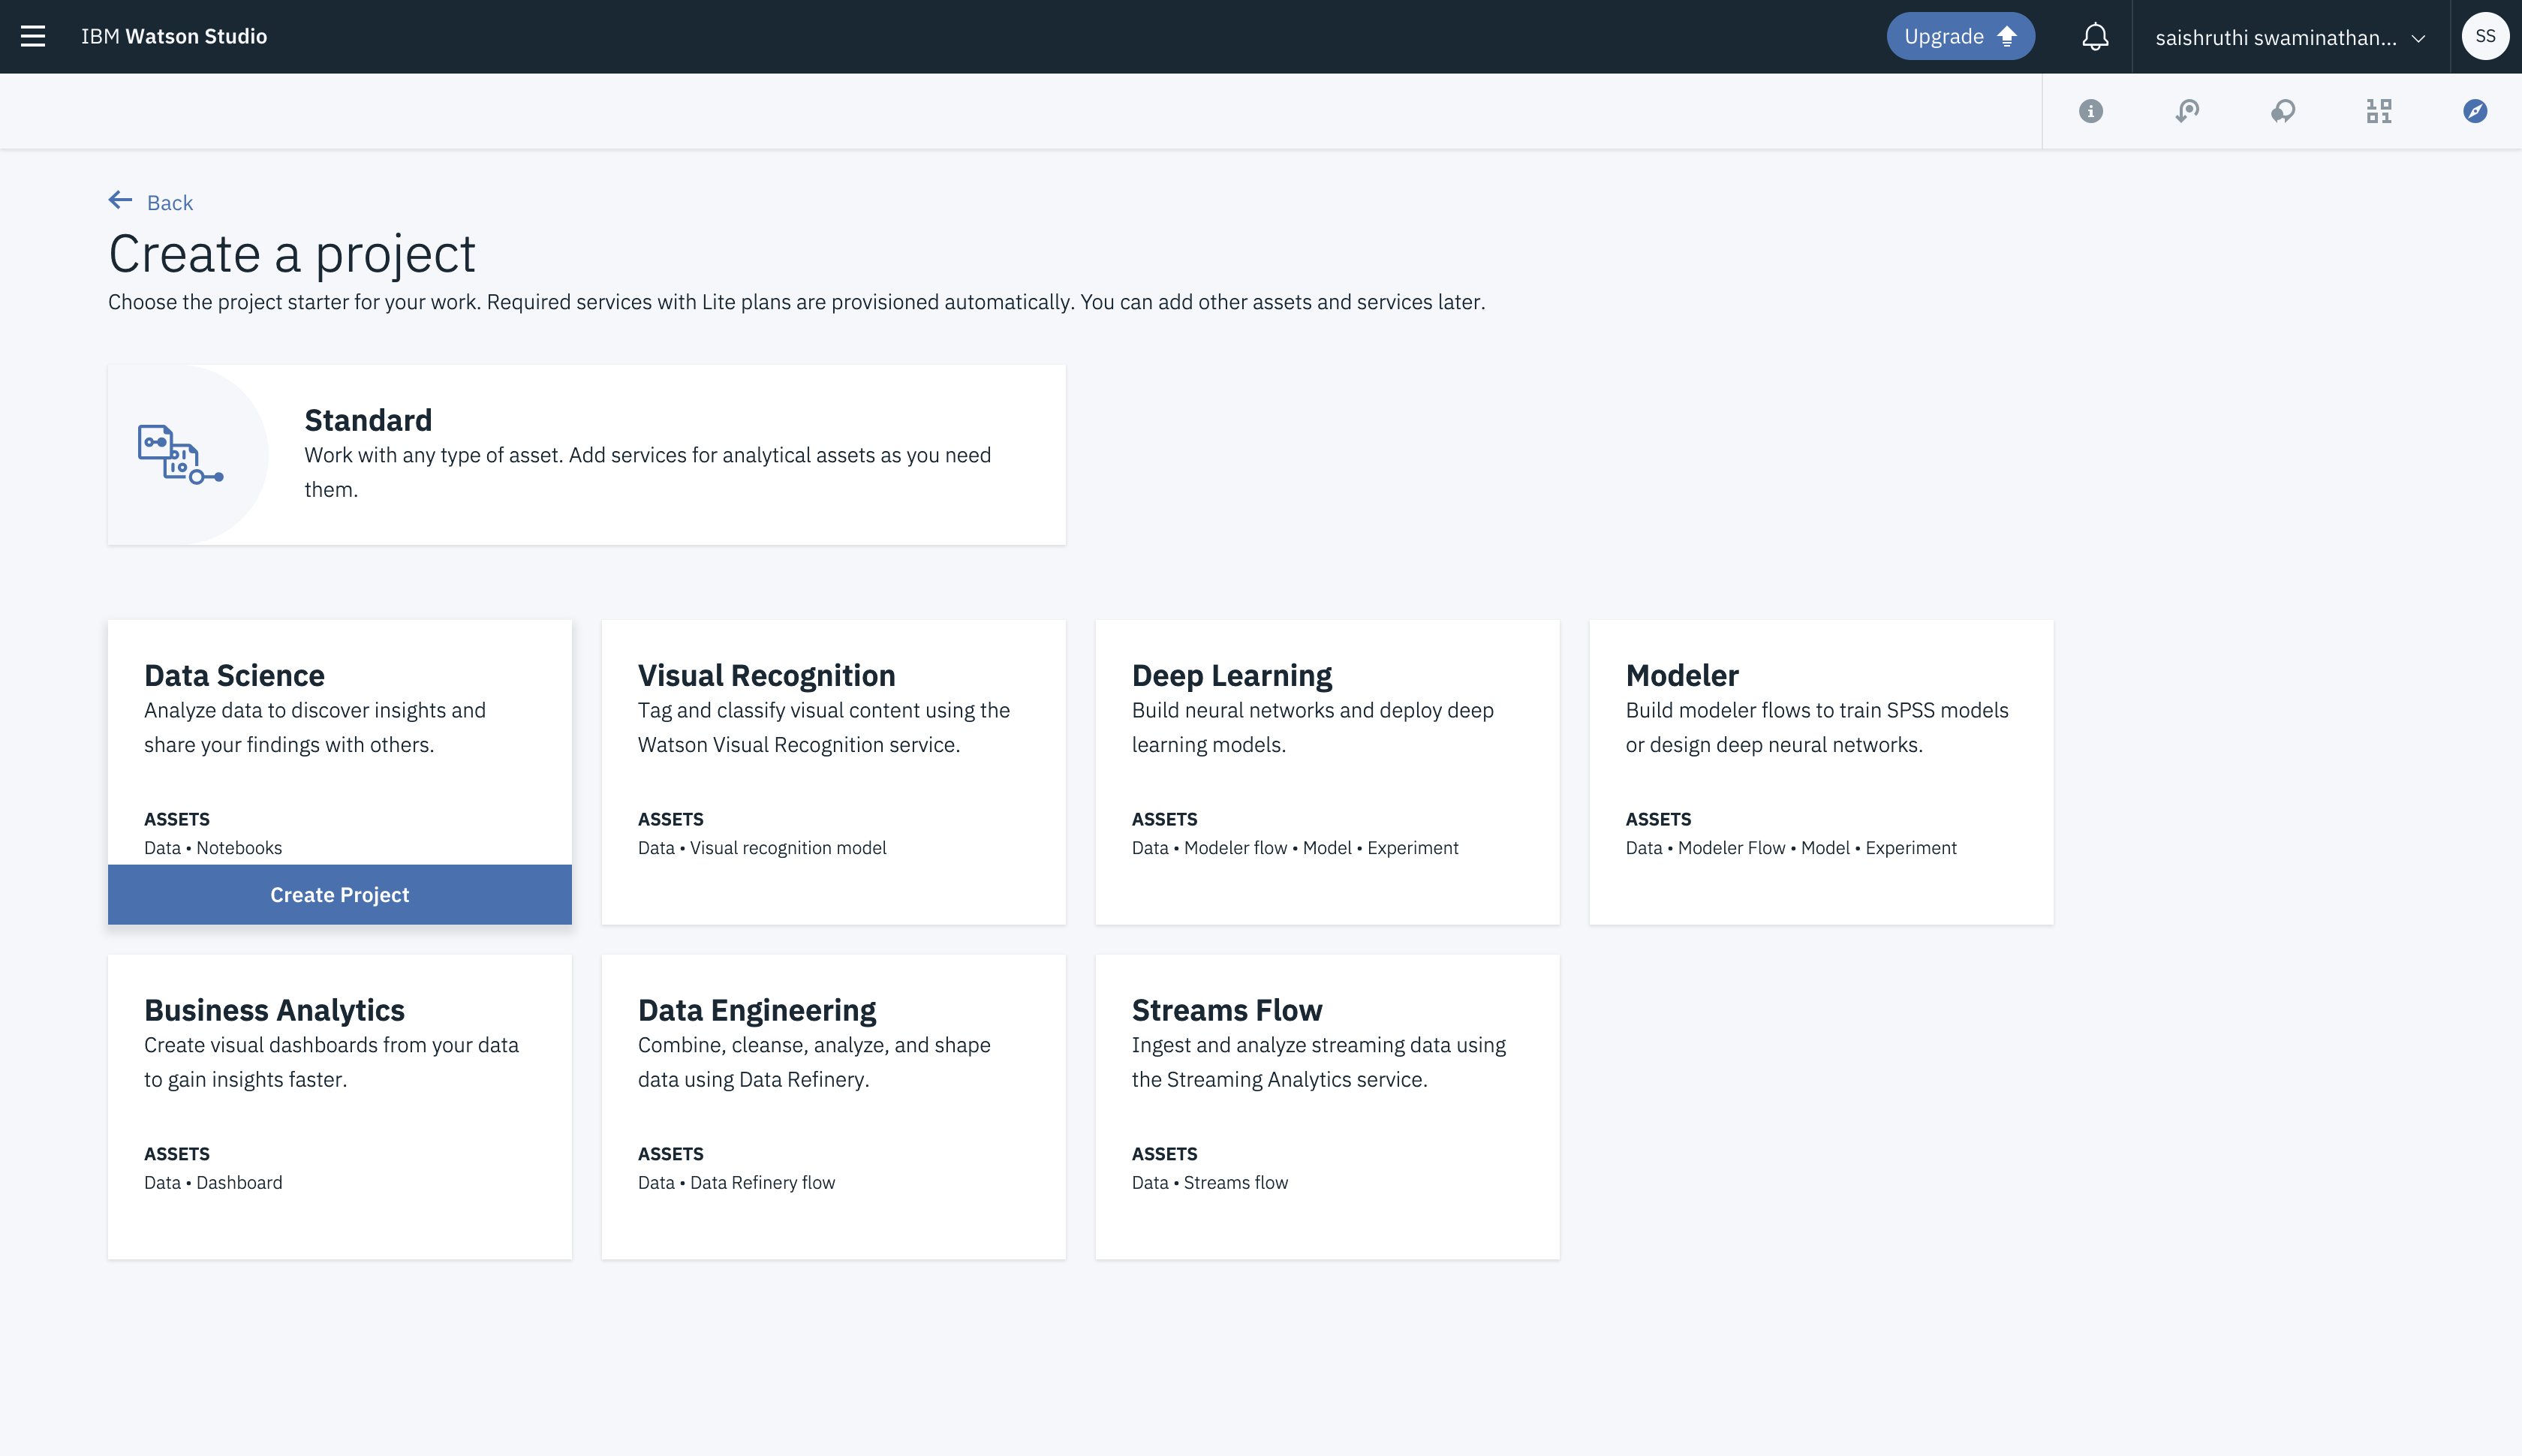 IBM Watson Studio
Upgrade
saishruthi swaminathan...
SS
Back
Create a project
Choose the project starter for your work. Required services with Lite plans are provisioned automatically. You can add other assets and services later.
Standard
Work with any type of asset. Add services for analytical assets as you need
them.
Data Science
Analyze data to discover insights and
share your findings with others.
ASSETS
Data • Notebooks
Create Project
Visual Recognition
Tag and classify visual content using the
Watson Visual Recognition service.
ASSETS
Data • Visual recognition model
Deep Learning
Build neural networks and deploy deep
learning models.
ASSETS
Data • Modeler flow • Model • Experiment
Modeler
Build modeler flows to train SPSS models
or design deep neural networks.
ASSETS
Data • Modeler Flow • Model • Experiment
Business Analytics
Create visual dashboards from your data
to gain insights faster.
ASSETS
Data • Dashboard
Data Engineering
Combine, cleanse, analyze, and shape
data using Data Refinery.
ASSETS
Data • Data Refinery flow
Streams Flow
Ingest and analyze streaming data using
the Streaming Analytics service.
ASSETS
Data • Streams flow